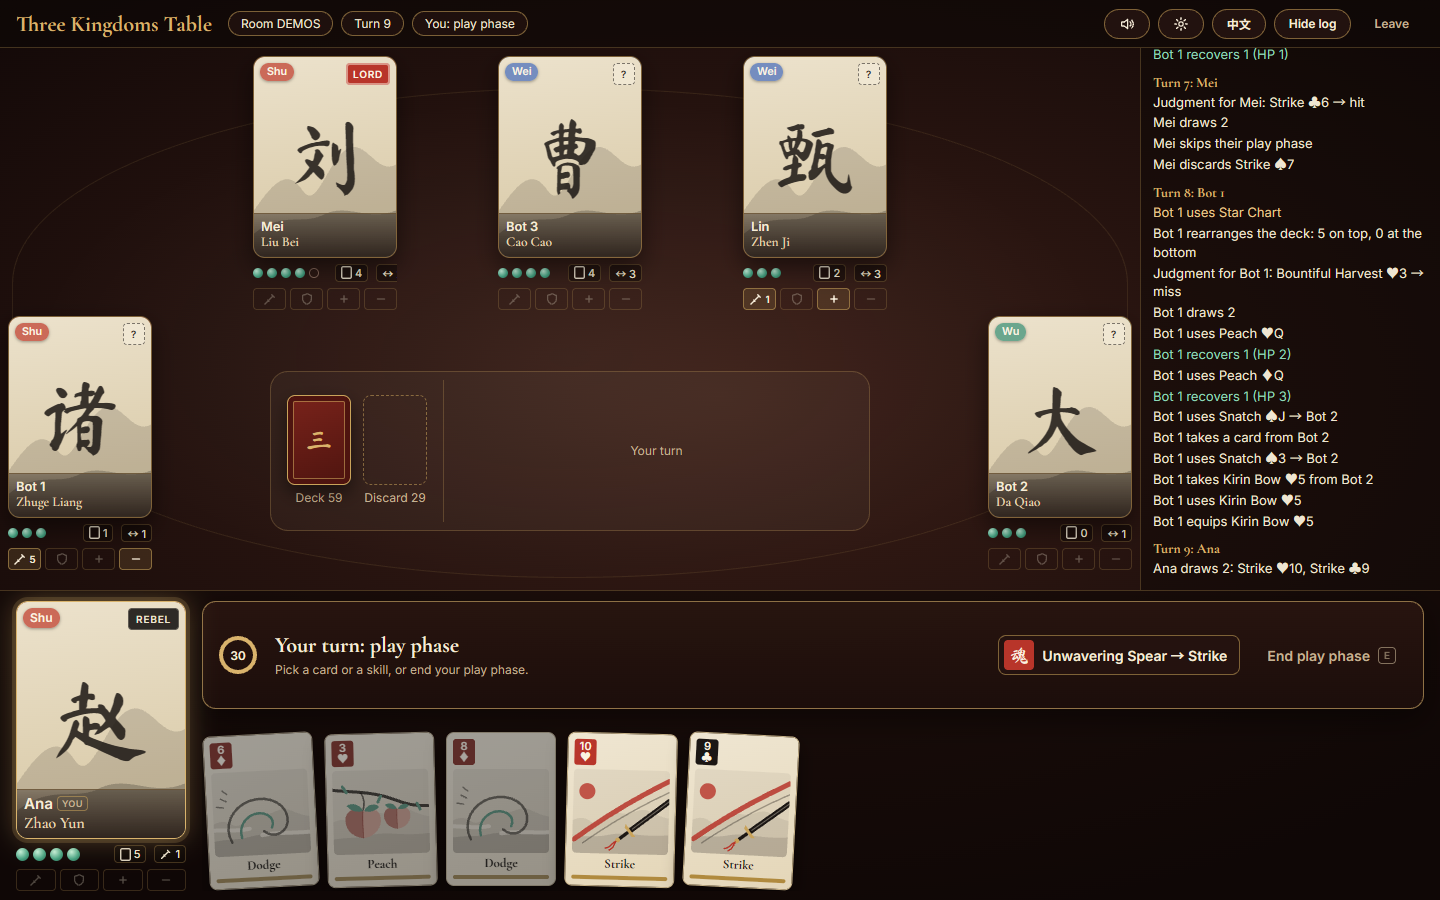 Three Kingdoms Table
Room DEMOS
Turn 9
You: play phase
中文
Hide log
Leave
Shu
LORD
刘
Mei
Liu Bei
4
Wei
?
曹
Bot 3
Cao Cao
4
3
Wei
?
甄
Lin
Zhen Ji
2
3
1
Shu
?
诸
Bot 1
Zhuge Liang
1
1
5
三
Deck 59
Discard 29
Your turn
Wu
?
大
Bot 2
Da Qiao
0
1
Bot 1 recovers 1 (HP 1)
Turn 7: Mei
Judgment for Mei: Strike ♣6 → hit
Mei draws 2
Mei skips their play phase
Mei discards Strike ♠7
Turn 8: Bot 1
Bot 1 uses Star Chart
Bot 1 rearranges the deck: 5 on top, 0 at the
bottom
Judgment for Bot 1: Bountiful Harvest ♥3 →
miss
Bot 1 draws 2
Bot 1 uses Peach ♥Q
Bot 1 recovers 1 (HP 2)
Bot 1 uses Peach ♦Q
Bot 1 recovers 1 (HP 3)
Bot 1 uses Snatch ♠J → Bot 2
Bot 1 takes a card from Bot 2
Bot 1 uses Snatch ♠3 → Bot 2
Bot 1 takes Kirin Bow ♥5 from Bot 2
Bot 1 uses Kirin Bow ♥5
Bot 1 equips Kirin Bow ♥5
Turn 9: Ana
Ana draws 2: Strike ♥10, Strike ♣9
Shu
REBEL
赵
Ana YOU
Zhao Yun
5
1
30
Your turn: play phase
Pick a card or a skill, or end your play phase.
魂 Unwavering Spear → Strike
End play phase E
6
♦
Dodge
3
♥
Peach
8
♦
Dodge
10
♥
Strike
9
♣
Strike